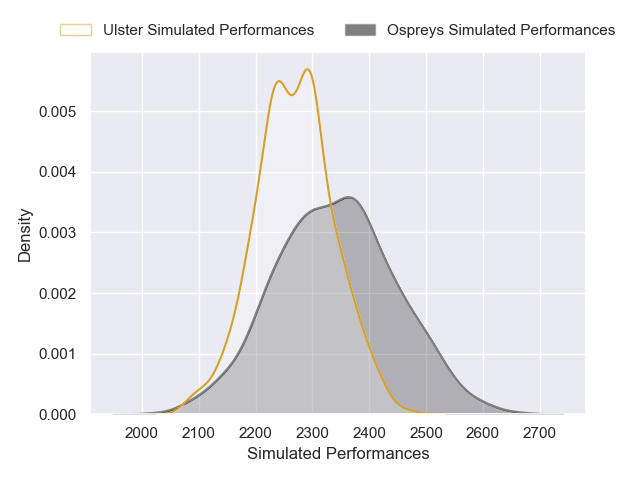 Ulster Simulated Performances Ospreys Simulated Performances
0.005
0.004
0.003
0.002
0.001
0.000
Density
2000 2100 2200 2300 2400 2500 2600 2700
Simulated Performances